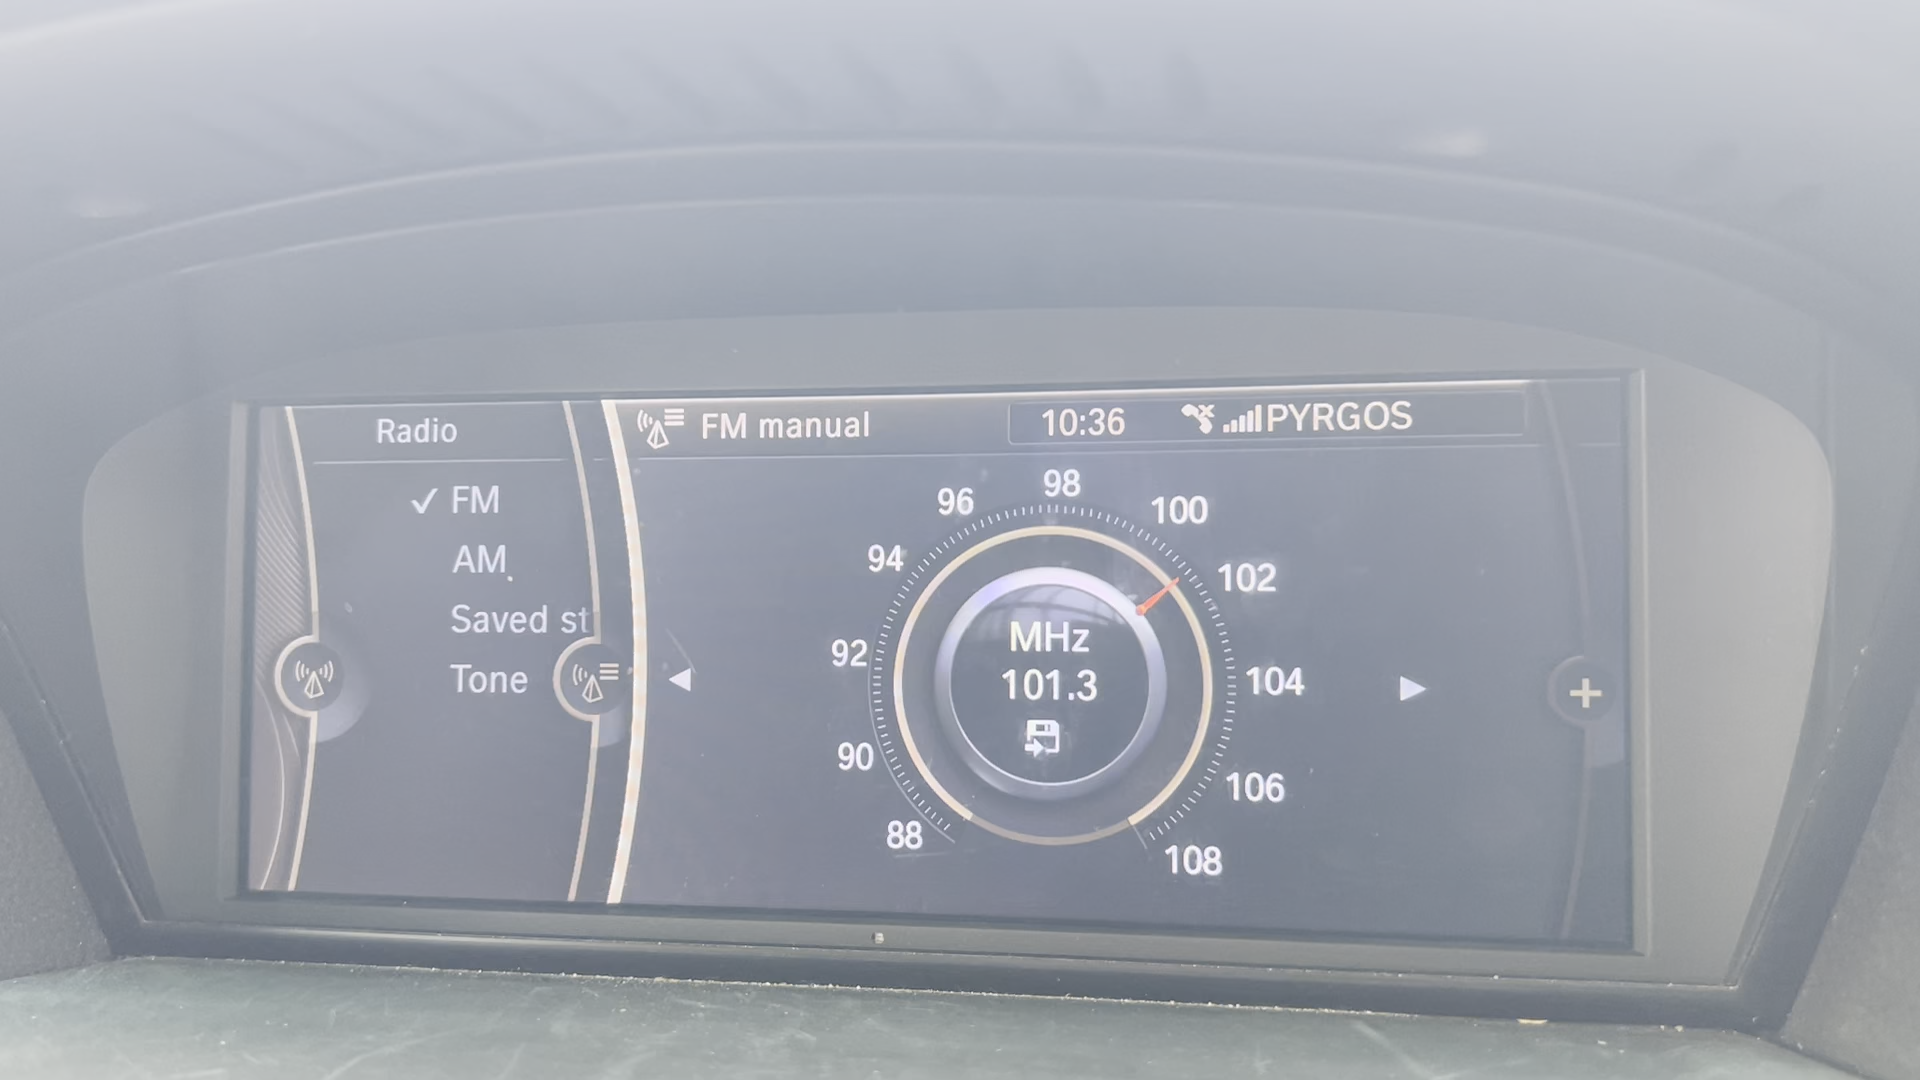 Radio
FM manual
10:36
PYRGOS
✓ FM
AM
Saved st
Tone
88
90
92
94
96
98
100
102
104
106
108
MHz
101.3
+